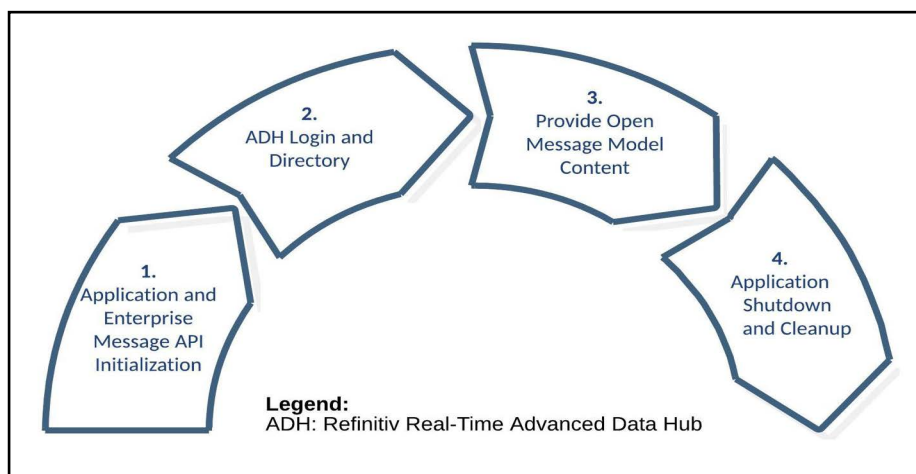 1.
Application and
Enterprise
Message API
Initialization
2.
ADH Login and
Directory
3.
Provide Open
Message Model
Content
4.
Application
Shutdown
and Cleanup
Legend:
ADH: Refinitiv Real-Time Advanced Data Hub